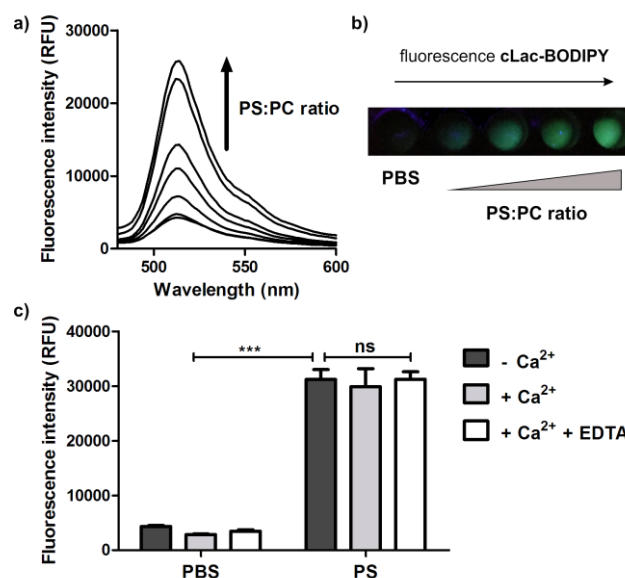 a)
Fluorescence intensity (RFU)
30000
20000
10000
0
500
550
600
Wavelength (nm)
PS:PC ratio
b)
fluorescence cLac-BODIPY
PBS
PS:PC ratio
c)
Fluorescence intensity (RFU)
40000
30000
20000
10000
0
PBS
PS
***
ns
- Ca²⁺
+ Ca²⁺
+ Ca²⁺ + EDTA